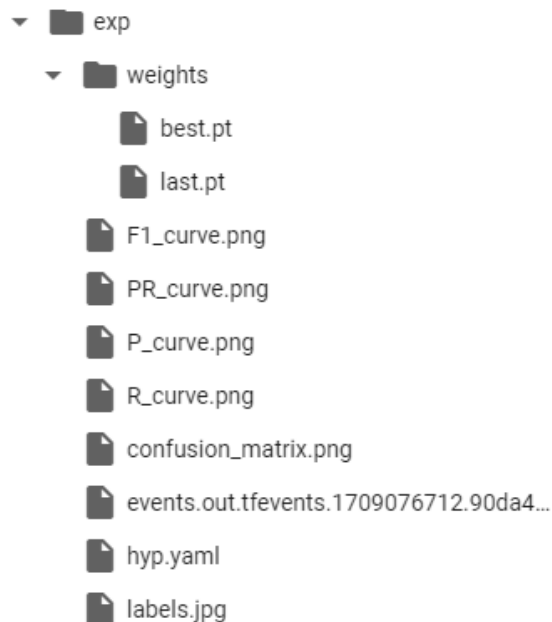 exp
weights
best.pt
last.pt
F1_curve.png
PR_curve.png
P_curve.png
R_curve.png
confusion_matrix.png
events.out.tfevents.1709076712.90da4...
hyp.yaml
labels.jpg